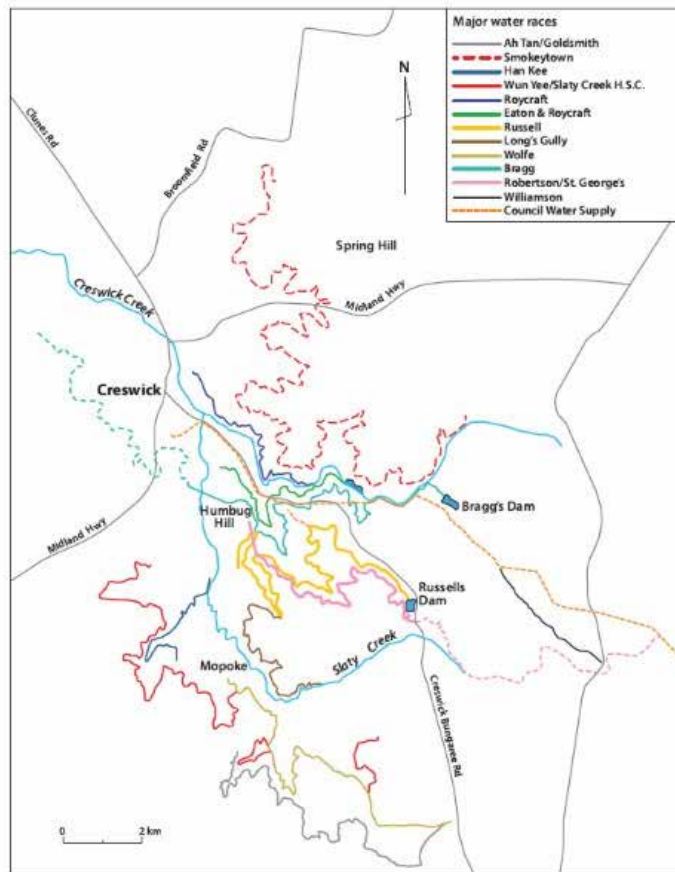 Major water races
Ah Tan/Goldsmith
Smokeytown
Han Kee
Wun Yee/Slaty Creek H.S.C.
Roycraft
Eaton & Roycraft
Russell
Long's Gully
Wolfe
Bragg
Robertson/St. George's
Williamson
Council Water Supply
N
Clunes Rd
Broomfield Rd
Spring Hill
Creswick Creek
Midland Hwy
Creswick
Humbug
Hill
Bragg's Dam
Midland Hwy
Russells
Dam
Mopoke
Slaty Creek
Creswick Bungaree Rd
0 2 km